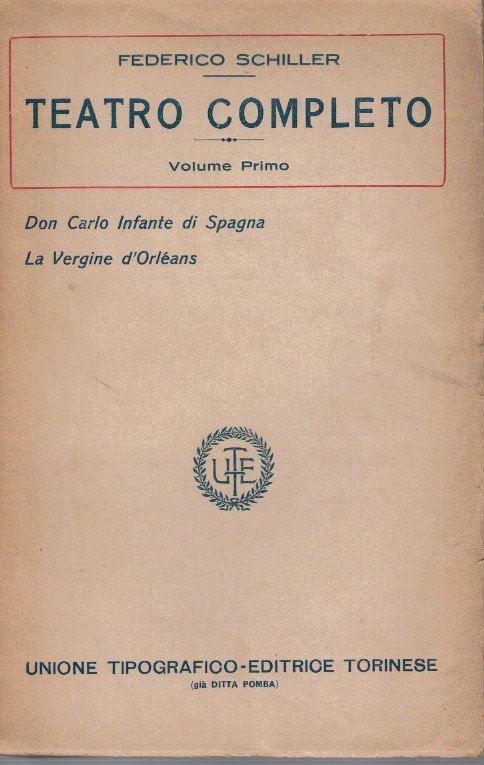 FEDERICO SCHILLER
TEATRO COMPLETO
Volume Primo
Don Carlo Infante di Spagna
La Vergine d'Orléans
UTET
UNIONE TIPOGRAFICO-EDITRICE TORINESE
(già DITTA POMBA)